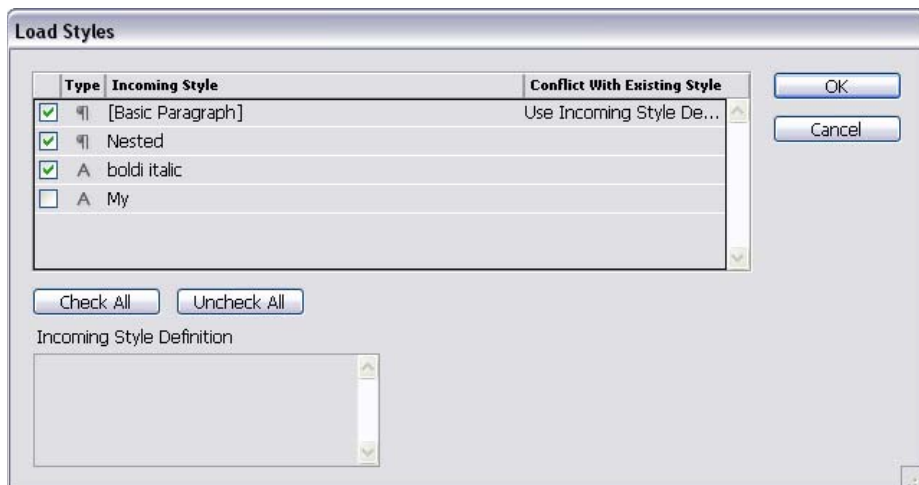 Load Styles
Type Incoming Style Conflict With Existing Style
OK
¶ [Basic Paragraph] Use Incoming Style De...
Cancel
¶ Nested
A boldi italic
A My
Check All Uncheck All
Incoming Style Definition